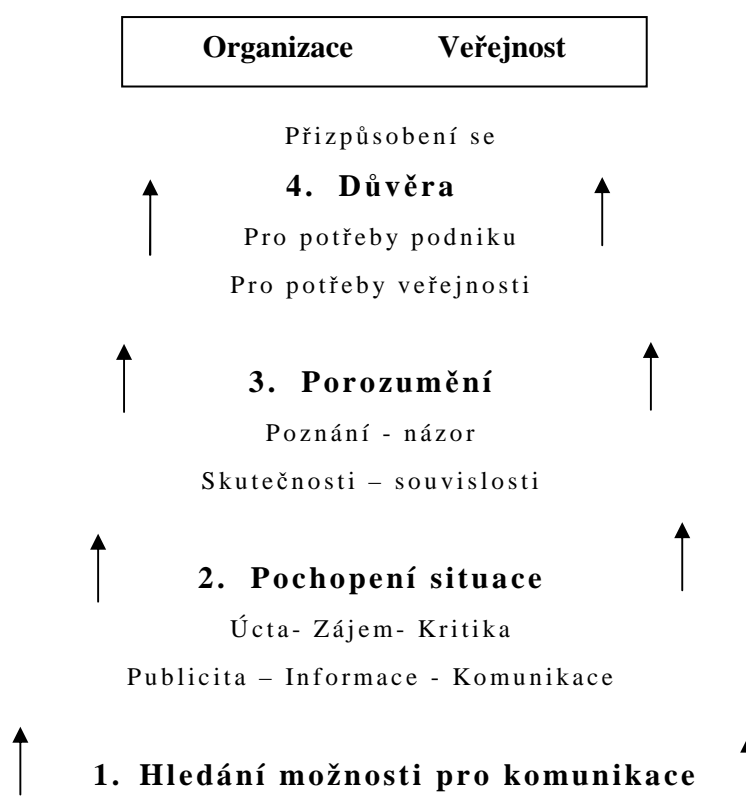 Organizace Veřejnost
Přizpůsobení se
4. Důvěra
Pro potřeby podniku
Pro potřeby veřejnosti
3. Porozumění
Poznání - názor
Skutečnosti – souvislosti
2. Pochopení situace
Úcta- Zájem- Kritika
Publicita – Informace - Komunikace
1. Hledání možnosti pro komunikace